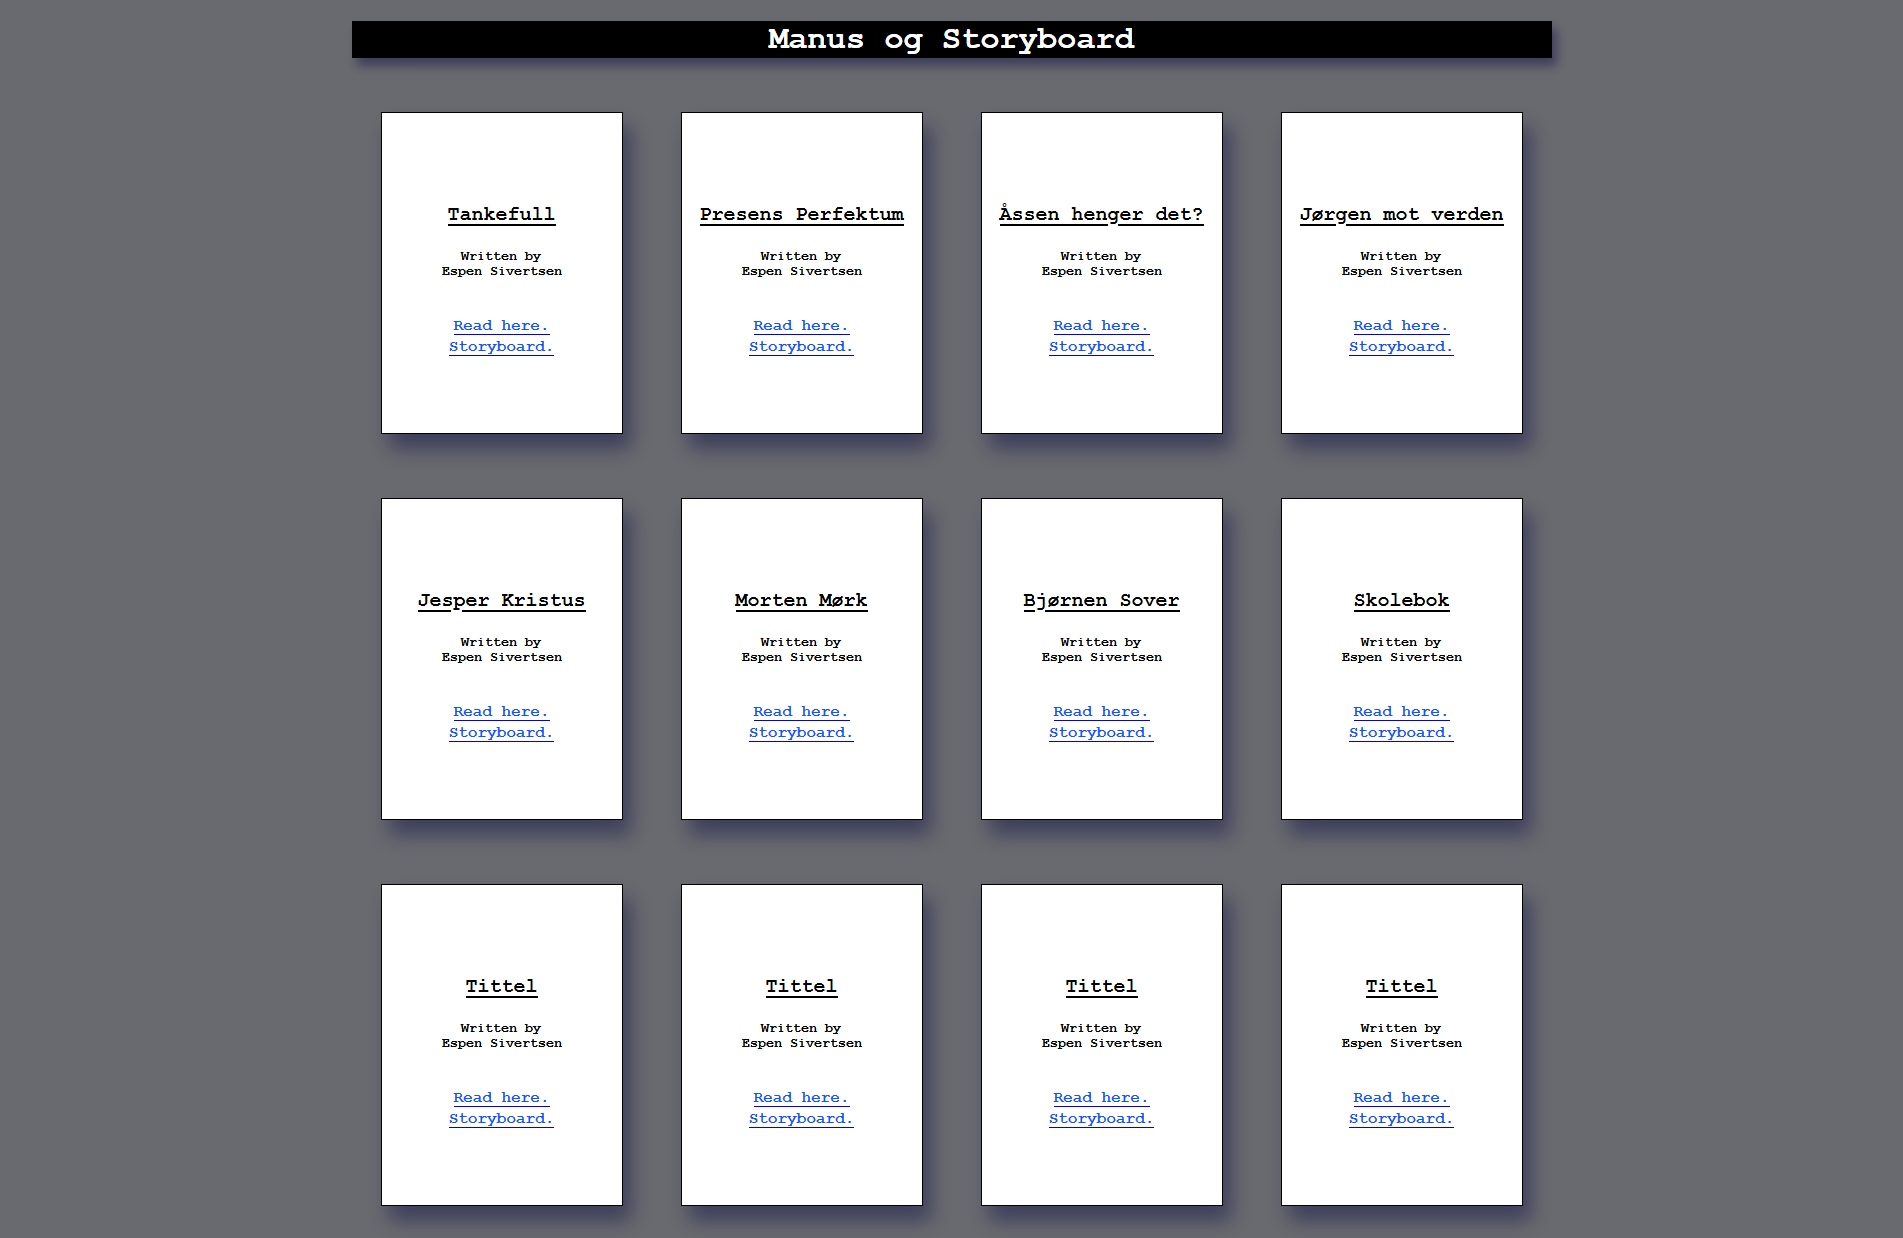 Manus og Storyboard
Tankefull
Written by
Espen Sivertsen
Read here.
Storyboard.
Presens Perfektum
Written by
Espen Sivertsen
Read here.
Storyboard.
Åssen henger det?
Written by
Espen Sivertsen
Read here.
Storyboard.
Jørgen mot verden
Written by
Espen Sivertsen
Read here.
Storyboard.
Jesper Kristus
Written by
Espen Sivertsen
Read here.
Storyboard.
Morten Mørk
Written by
Espen Sivertsen
Read here.
Storyboard.
Bjørnen Sover
Written by
Espen Sivertsen
Read here.
Storyboard.
Skolebok
Written by
Espen Sivertsen
Read here.
Storyboard.
Tittel
Written by
Espen Sivertsen
Read here.
Storyboard.
Tittel
Written by
Espen Sivertsen
Read here.
Storyboard.
Tittel
Written by
Espen Sivertsen
Read here.
Storyboard.
Tittel
Written by
Espen Sivertsen
Read here.
Storyboard.